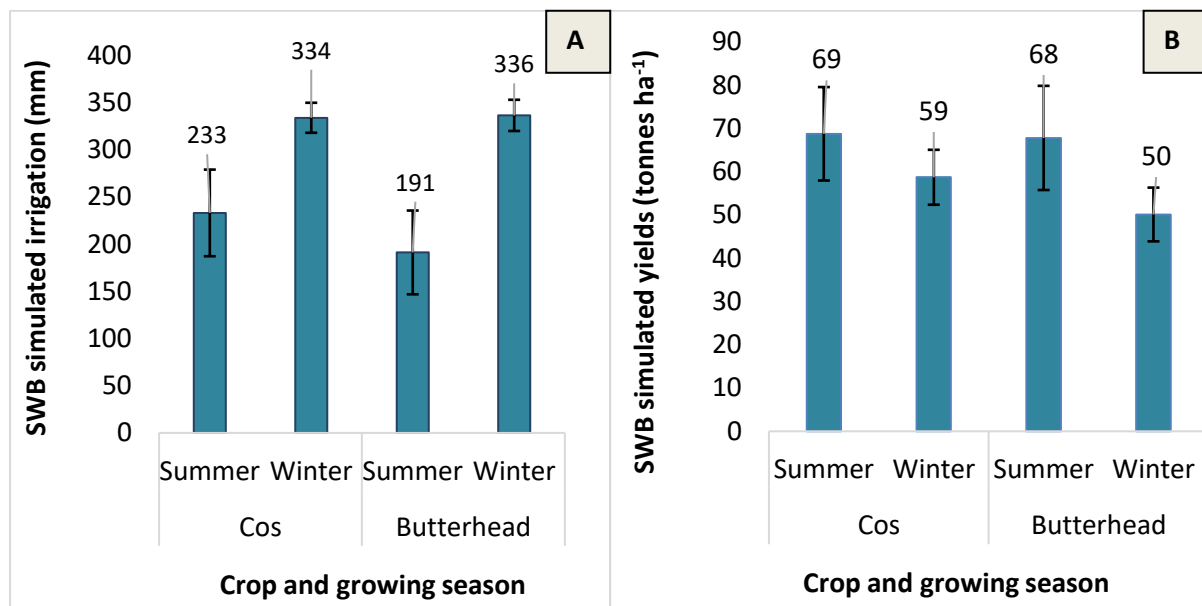 A
SWB simulated irrigation (mm)
400
350
300
250
200
150
100
50
0
233
334
191
336
Summer Winter Summer Winter
Cos Butterhead
Crop and growing season
B
SWB simulated yields (tonnes ha⁻¹)
90
80
70
60
50
40
30
20
10
0
69
59
68
50
Summer Winter Summer Winter
Cos Butterhead
Crop and growing season